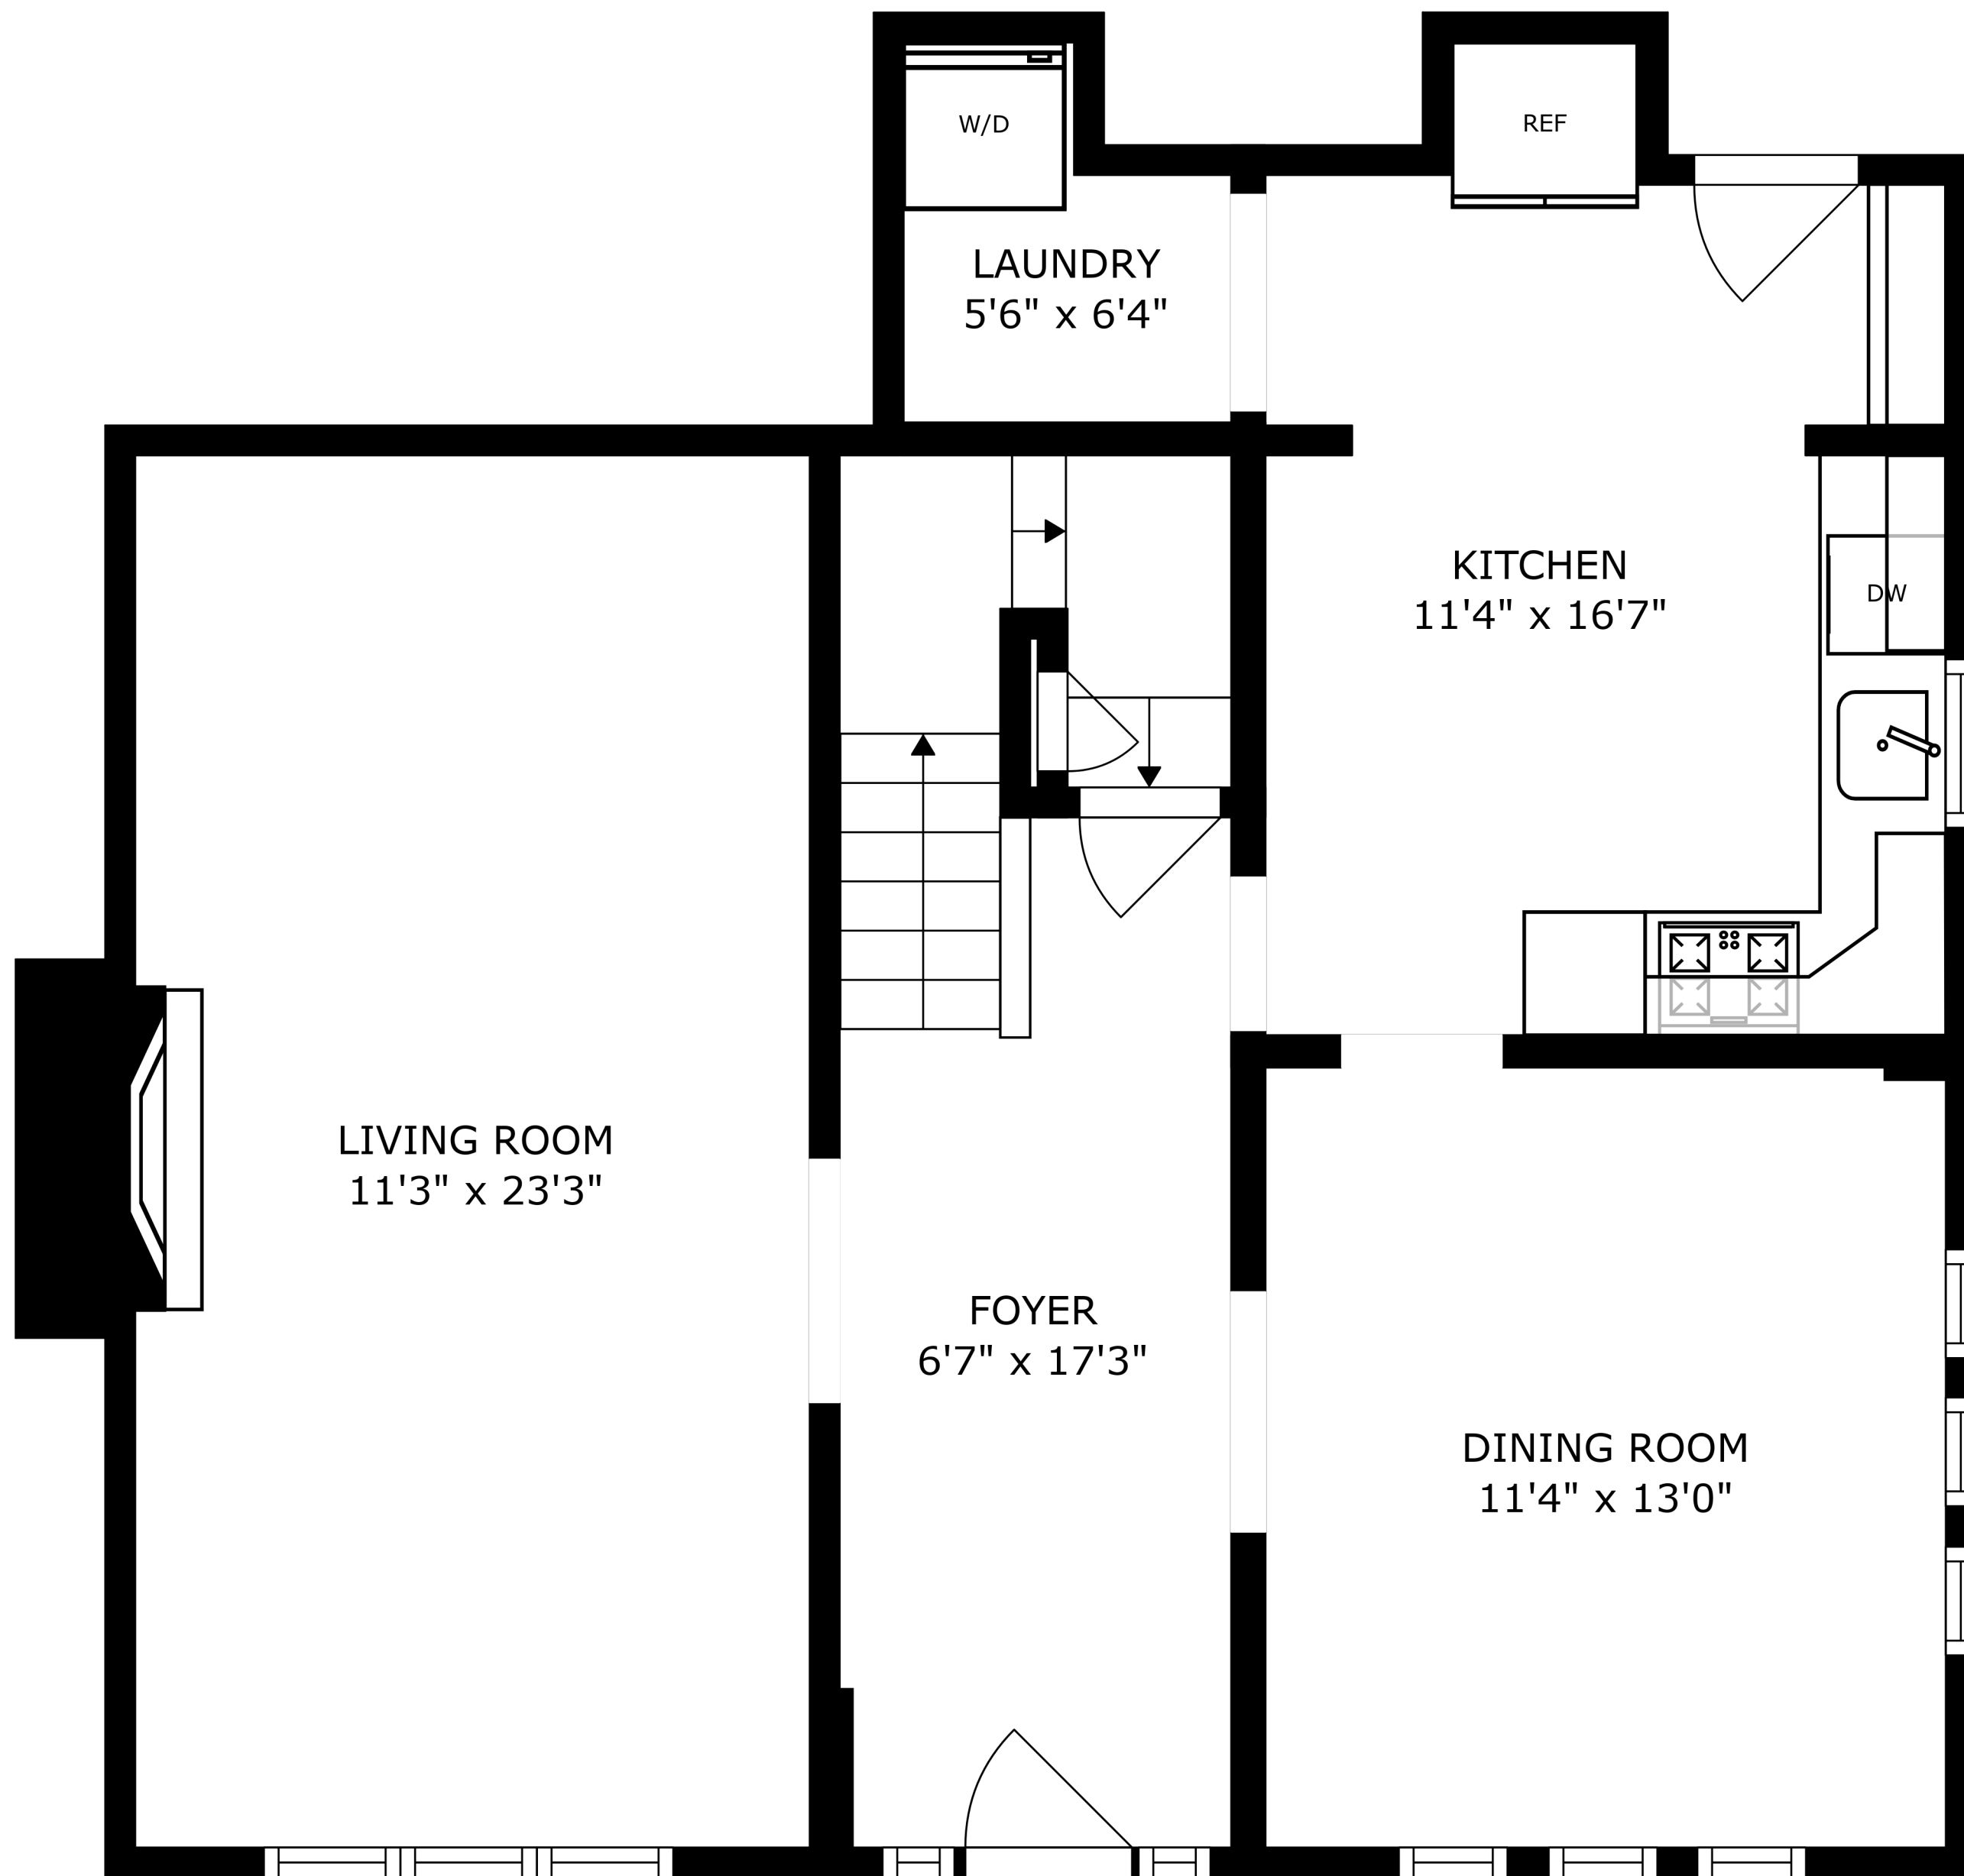 W/D
REF
LAUNDRY
5'6" x 6'4"
KITCHEN
11'4" x 16'7"
DW
LIVING ROOM
11'3" x 23'3"
FOYER
6'7" x 17'3"
DINING ROOM
11'4" x 13'0"